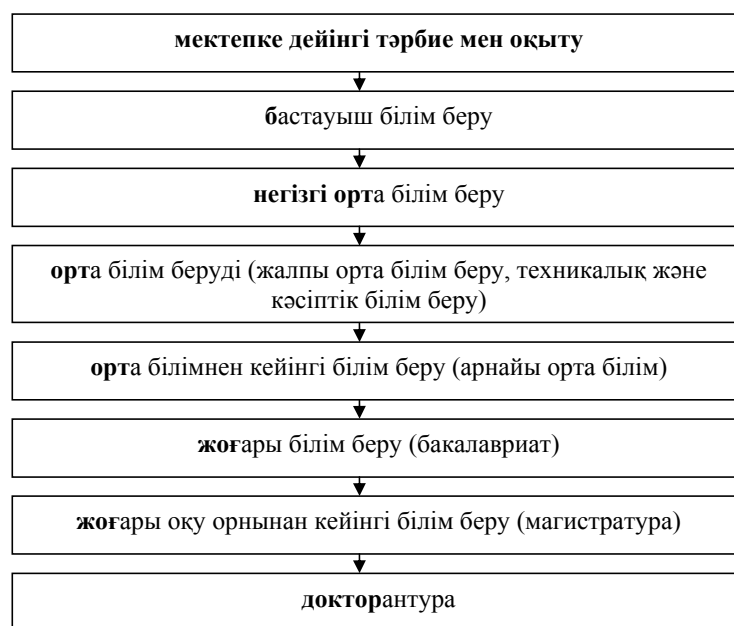 мектепке дейінгі тәрбие мен оқыту
бастауыш білім беру
негізгі орта білім беру
орта білім беруді (жалпы орта білім беру, техникалық және
кәсіптік білім беру)
орта білімнен кейінгі білім беру (арнайы орта білім)
жоғары білім беру (бакалавриат)
жоғары оқу орнынан кейінгі білім беру (магистратура)
докторантура